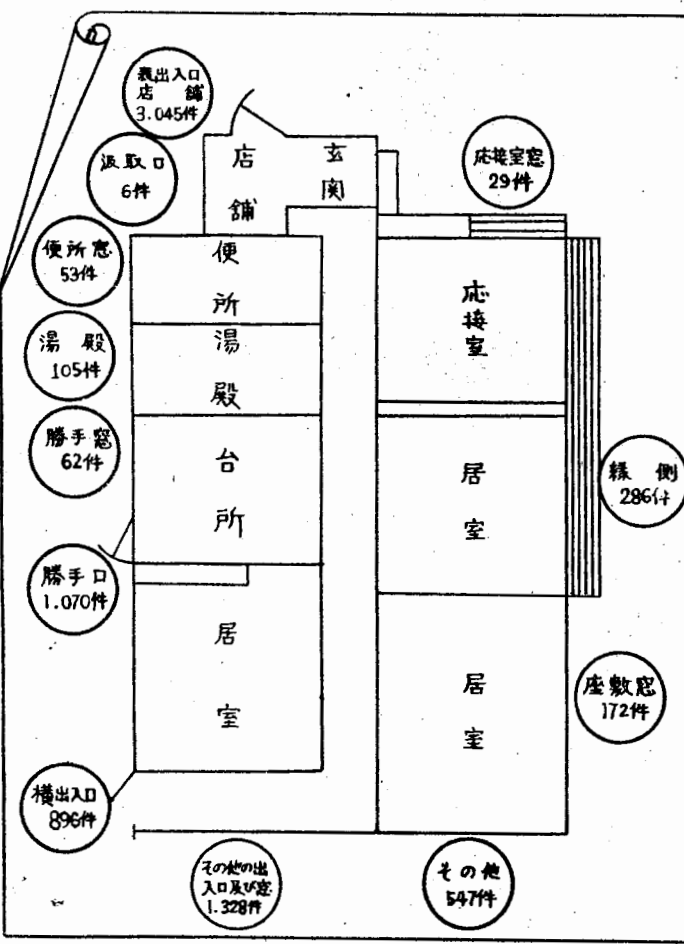 表出入口
店舗
3.045件
汲取口
6件
便所窓
53件
湯殿
105件
勝手窓
62件
勝手口
1.070件
横出入口
896件
店舗
玄関
便所
湯殿
台所
居室
応接室
居室
居室
応接室窓
29件
縁側
286件
座敷窓
172件
その他の出
入口及び窓
1.328件
その他
547件